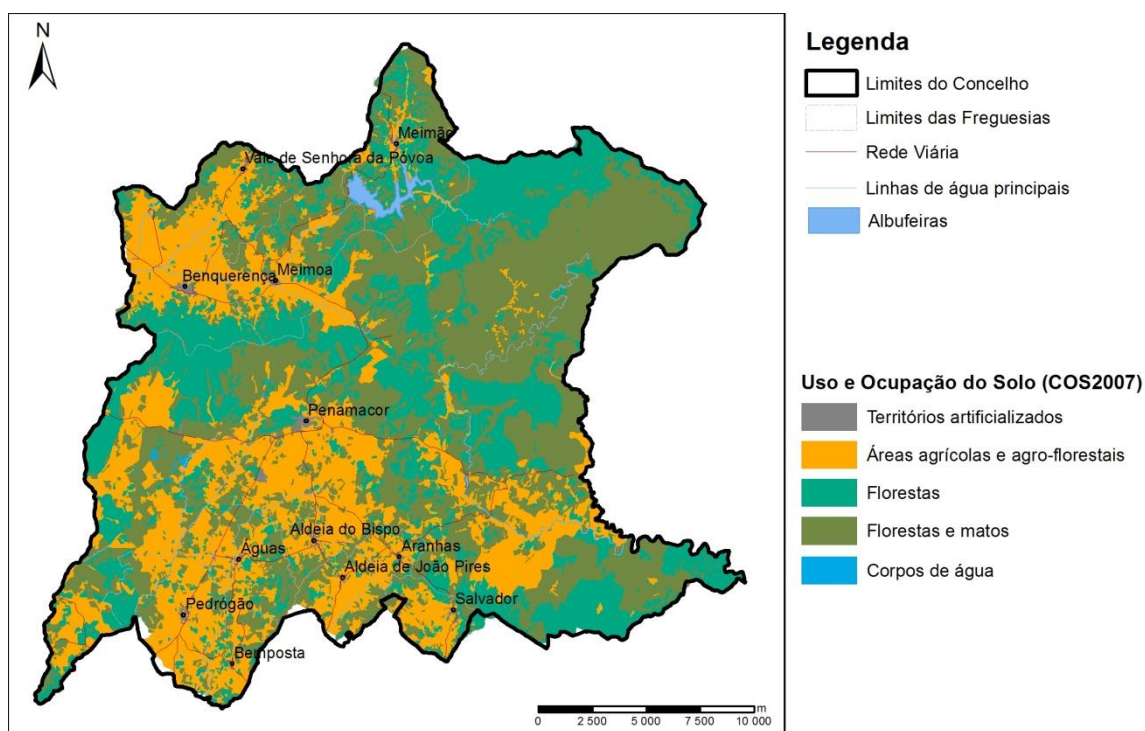 N
Meimão
Vale de Senhora da Póvoa
Benquerença
Meimoa
Penamacor
Aldeia do Bispo
Águas
Aranhas
Aldeia de João Pires
Pedrógão
Salvador
Bemposta
m
0 2 500 5 000 7 500 10 000
Legenda
Limites do Concelho
Limites das Freguesias
Rede Viária
Linhas de água principais
Albufeiras
Uso e Ocupação do Solo (COS2007)
Territórios artificializados
Áreas agrícolas e agro-florestais
Florestas
Florestas e matos
Corpos de água